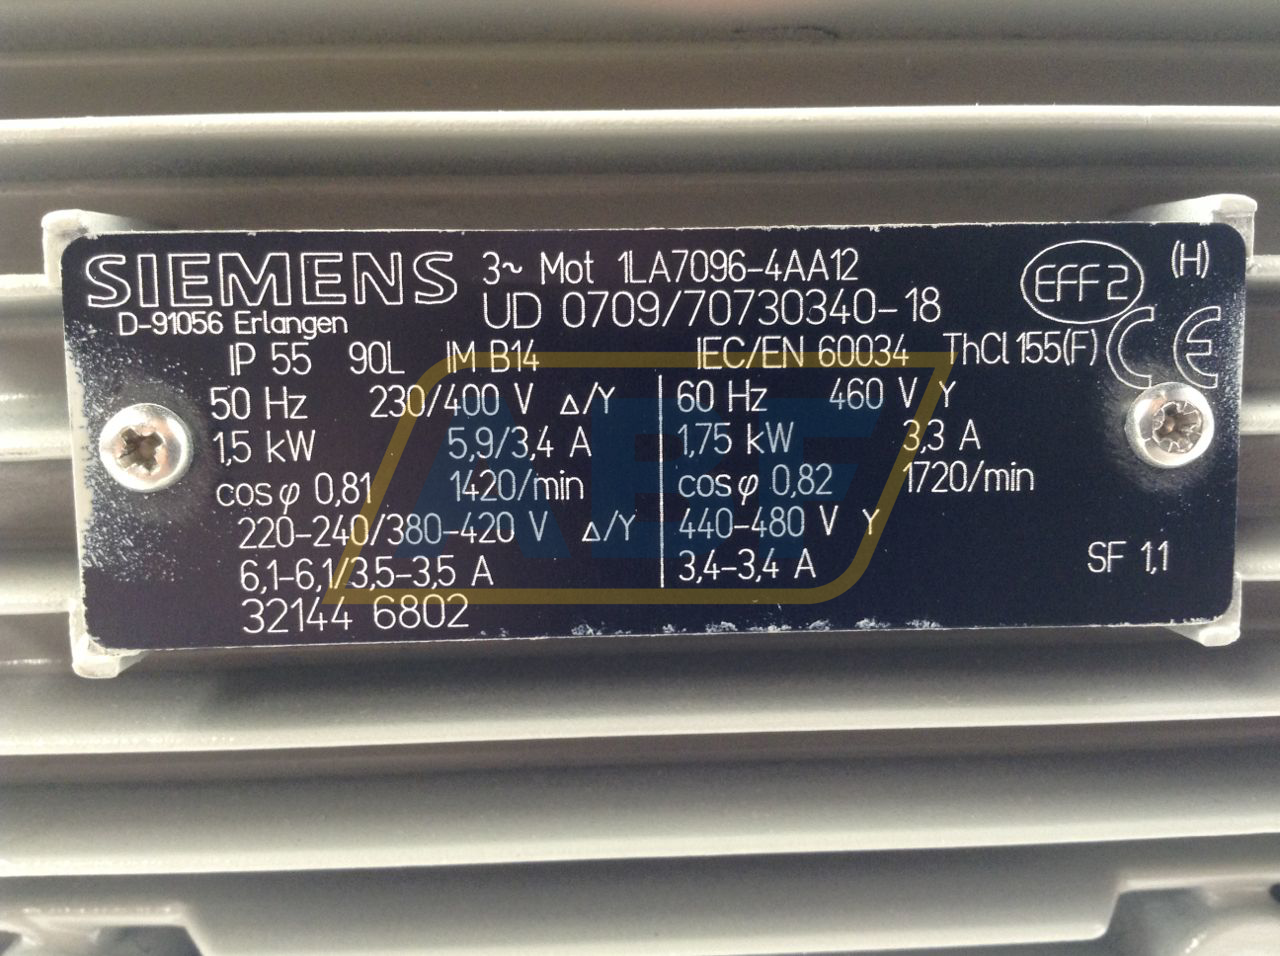 SIEMENS 3~ Mot 1LA7096-4AA12 EFF2 (H)
D-91056 Erlangen UD 0709/70730340-18
IP 55 90L IM B14 IEC/EN 60034 ThCl 155(F) CE
50 Hz 230/400 V Δ/Y 60 Hz 460 V Y
1,5 kW 5,9/3,4 A 1,75 kW 3,3 A
cos φ 0,81 1420/min cos φ 0,82 1720/min
220-240/380-420 V Δ/Y 440-480 V Y
6,1-6,1/3,5-3,5 A 3,4-3,4 A SF 1,1
32144 6802
ABF